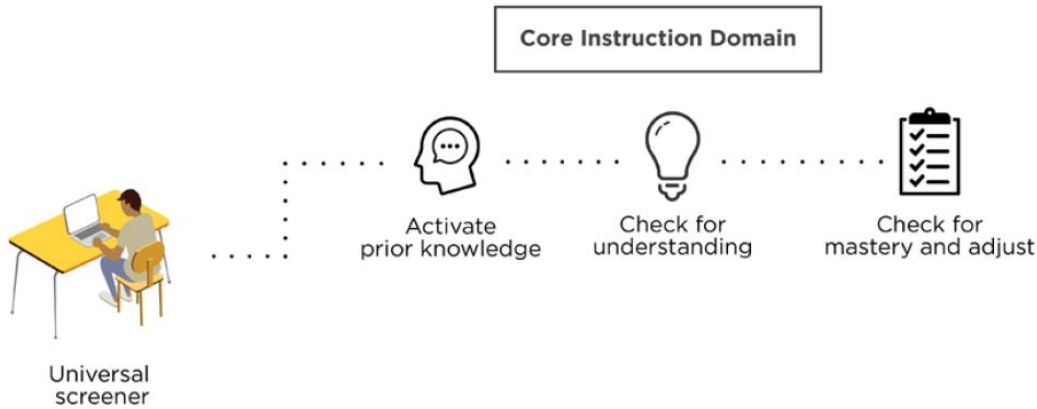 Core Instruction Domain
Activate
prior knowledge
Check for
understanding
Check for
mastery and adjust
Universal
screener